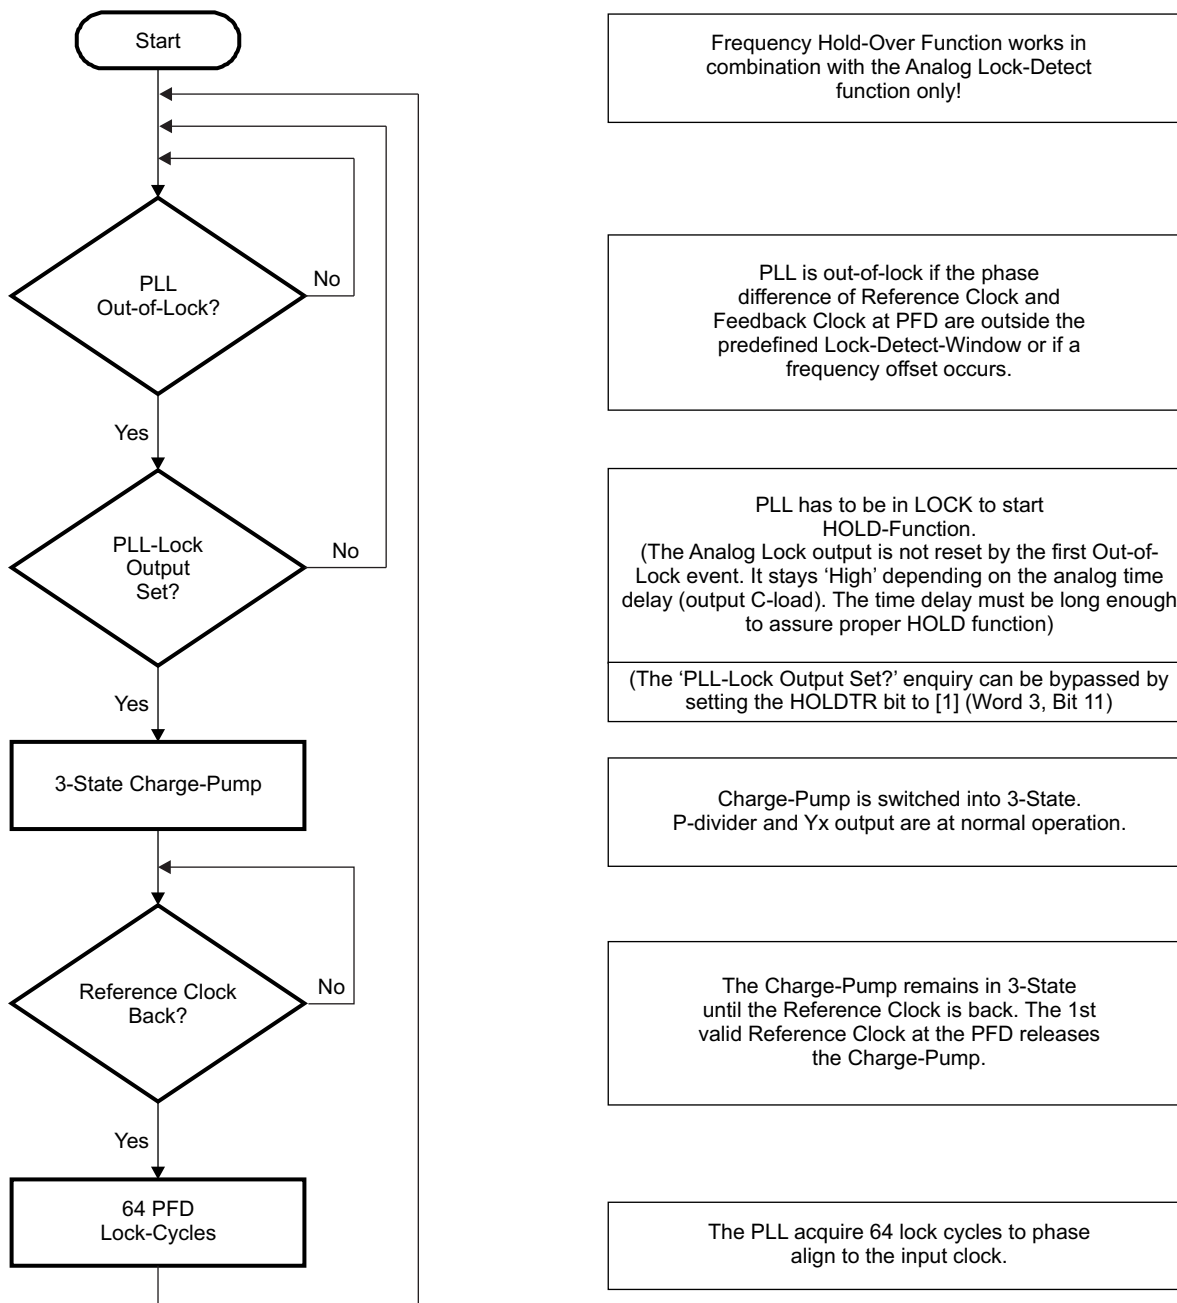 Start
Frequency Hold-Over Function works in
combination with the Analog Lock-Detect
function only!
PLL
Out-of-Lock?
No
Yes
PLL is out-of-lock if the phase
difference of Reference Clock and
Feedback Clock at PFD are outside the
predefined Lock-Detect-Window or if a
frequency offset occurs.
PLL-Lock
Output
Set?
No
Yes
PLL has to be in LOCK to start
HOLD-Function.
(The Analog Lock output is not reset by the first Out-of-
Lock event. It stays ‘High’ depending on the analog time
delay (output C-load). The time delay must be long enough
to assure proper HOLD function)
(The ‘PLL-Lock Output Set?’ enquiry can be bypassed by
setting the HOLDTR bit to [1] (Word 3, Bit 11)
3-State Charge-Pump
Charge-Pump is switched into 3-State.
P-divider and Yx output are at normal operation.
Reference Clock
Back?
No
Yes
The Charge-Pump remains in 3-State
until the Reference Clock is back. The 1st
valid Reference Clock at the PFD releases
the Charge-Pump.
64 PFD
Lock-Cycles
The PLL acquire 64 lock cycles to phase
align to the input clock.